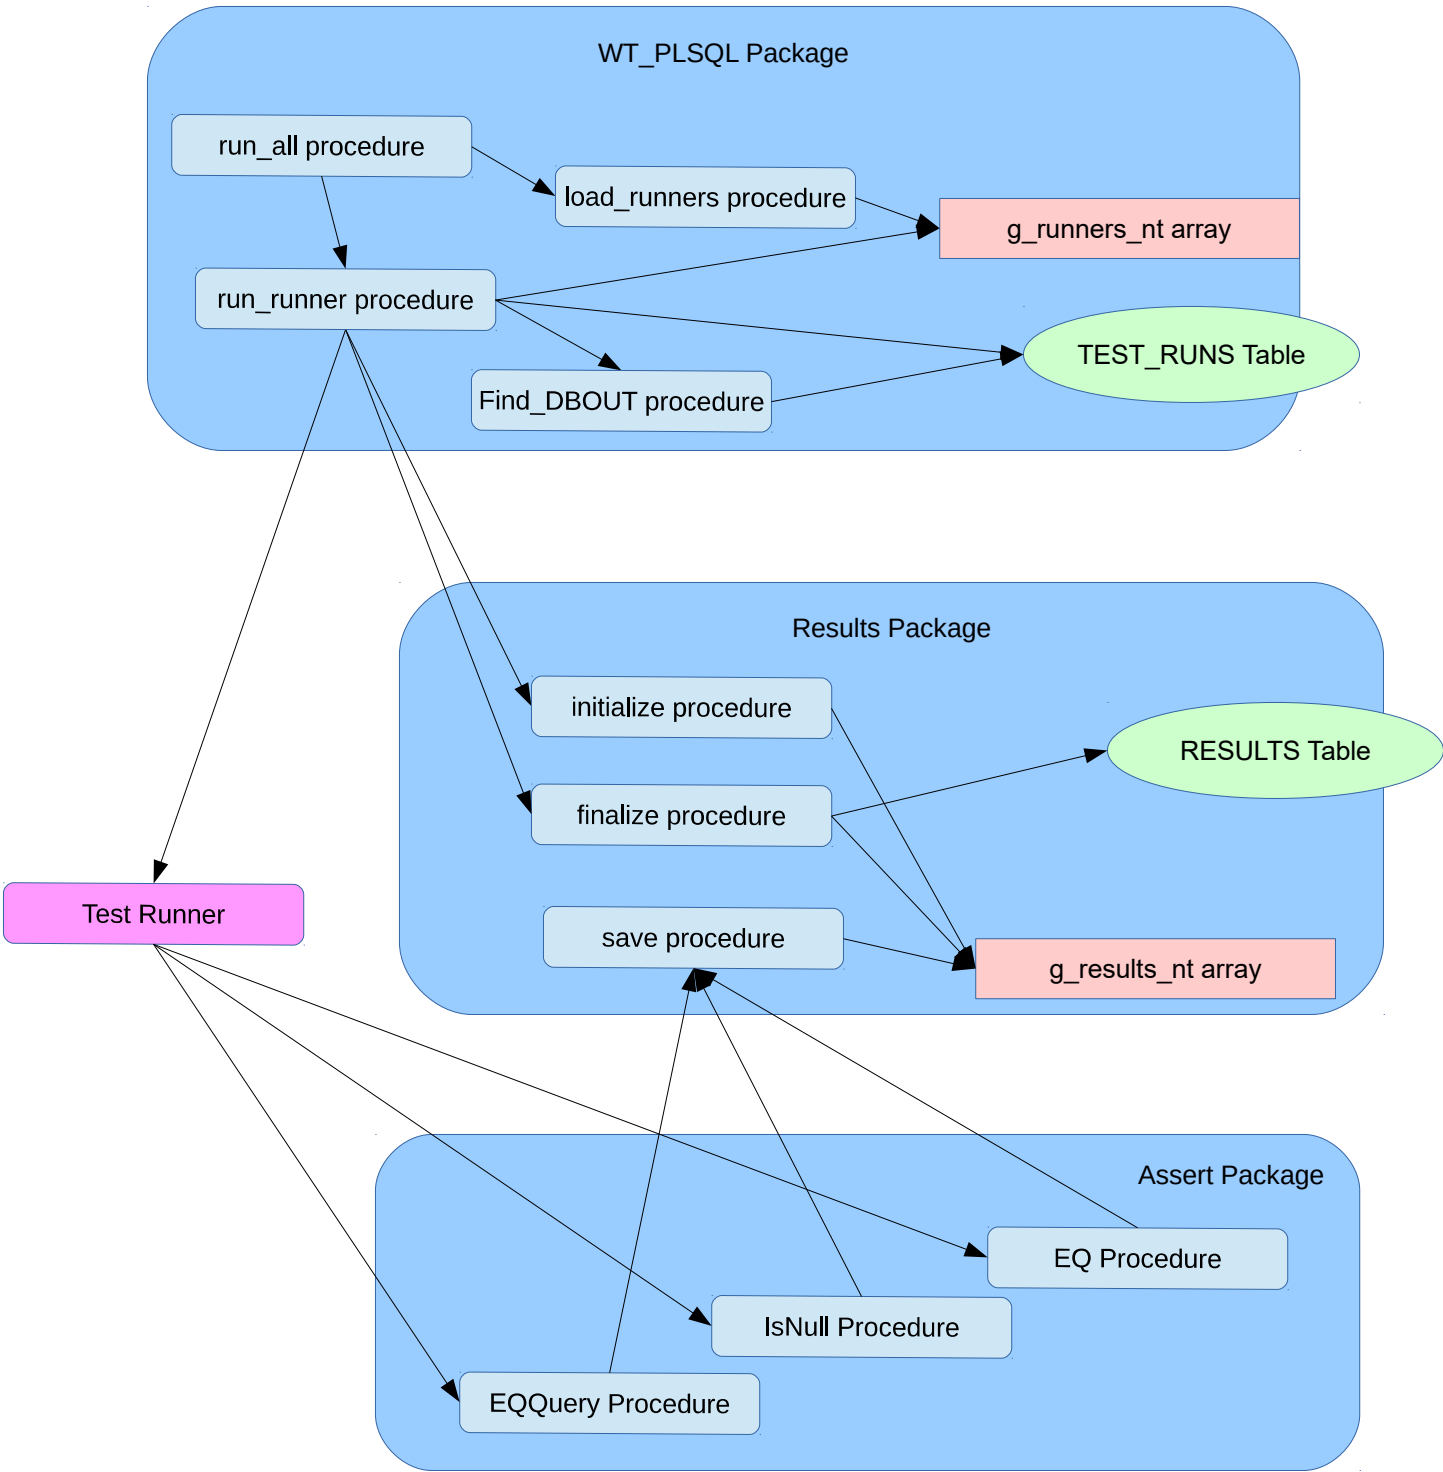 WT_PLSQL Package
run_all procedure
load_runners procedure
g_runners_nt array
run_runner procedure
TEST_RUNS Table
Find_DBOUT procedure
Results Package
initialize procedure
RESULTS Table
finalize procedure
Test Runner
save procedure
g_results_nt array
Assert Package
EQ Procedure
IsNull Procedure
EQQuery Procedure